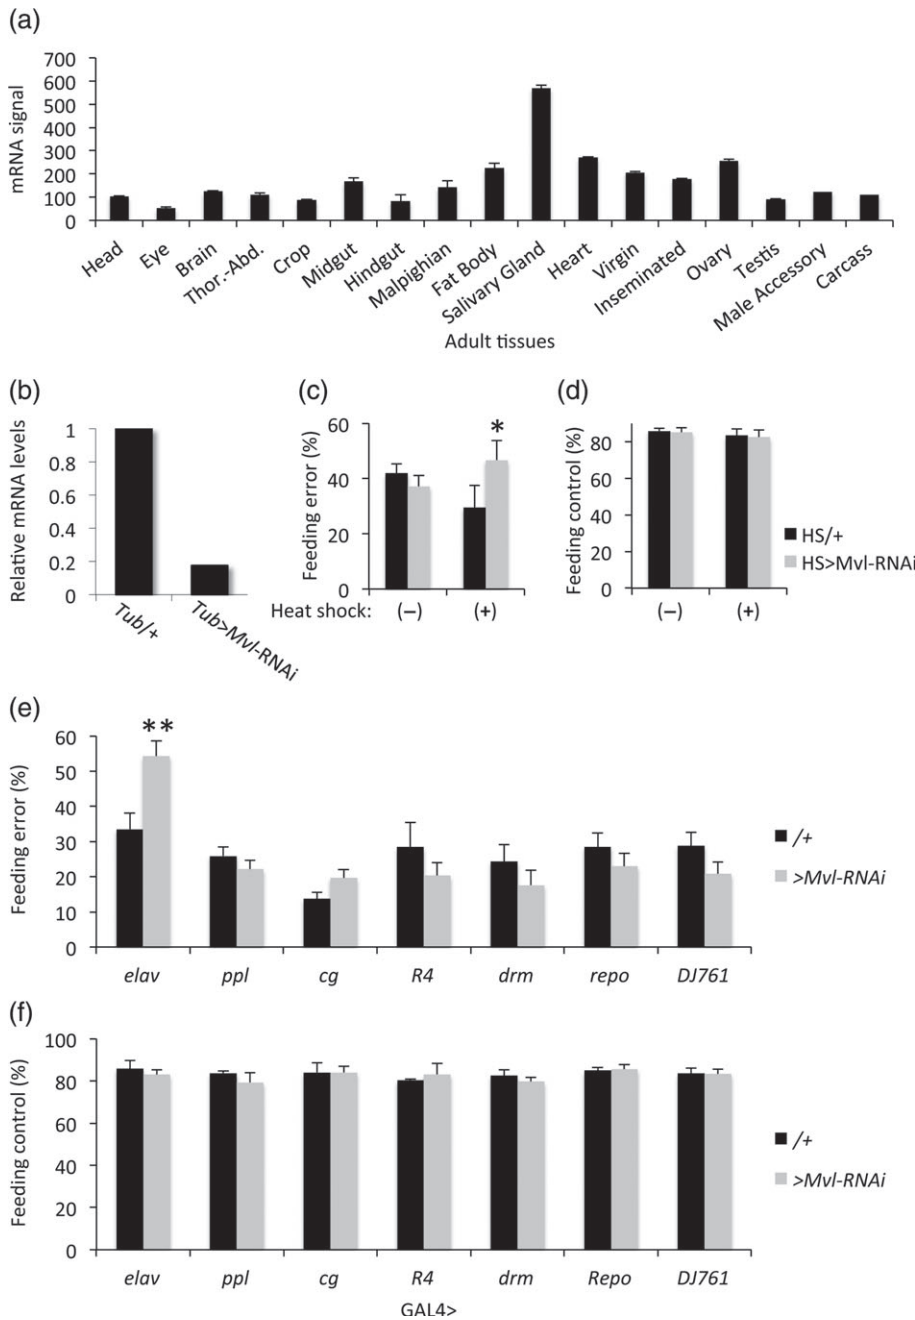 (a)
mRNA signal
700
600
500
400
300
200
100
0
Head
Eye
Brain
Thor.-Abd.
Crop
Midgut
Hindgut
Malpighian
Fat Body
Salivary Gland
Heart
Virgin
Inseminated
Ovary
Testis
Male Accessory
Carcass
Adult tissues
(b)
Relative mRNA levels
1
0.8
0.6
0.4
0.2
0
Tub/+
Tub>Mvl-RNAi
(c)
Feeding error (%)
60
40
20
0
*
Heat shock: (–) (+)
(d)
Feeding control (%)
80
60
40
20
0
(–) (+)
HS/+
HS>Mvl-RNAi
(e)
Feeding error (%)
60
50
40
30
20
10
0
**
elav ppl cg R4 drm repo DJ761
/+
>Mvl-RNAi
(f)
Feeding control (%)
100
80
60
40
20
0
elav ppl cg R4 drm Repo DJ761
GAL4>
/+
>Mvl-RNAi